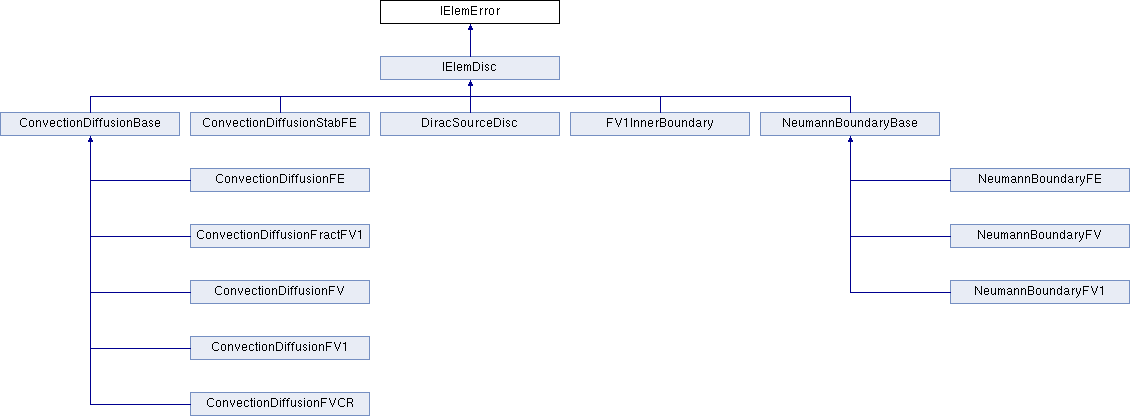 IElemError
IElemDisc
ConvectionDiffusionBase
ConvectionDiffusionStabFE
DiracSourceDisc
FV1InnerBoundary
NeumannBoundaryBase
ConvectionDiffusionFE
NeumannBoundaryFE
ConvectionDiffusionFractFV1
NeumannBoundaryFV
ConvectionDiffusionFV
NeumannBoundaryFV1
ConvectionDiffusionFV1
ConvectionDiffusionFVCR